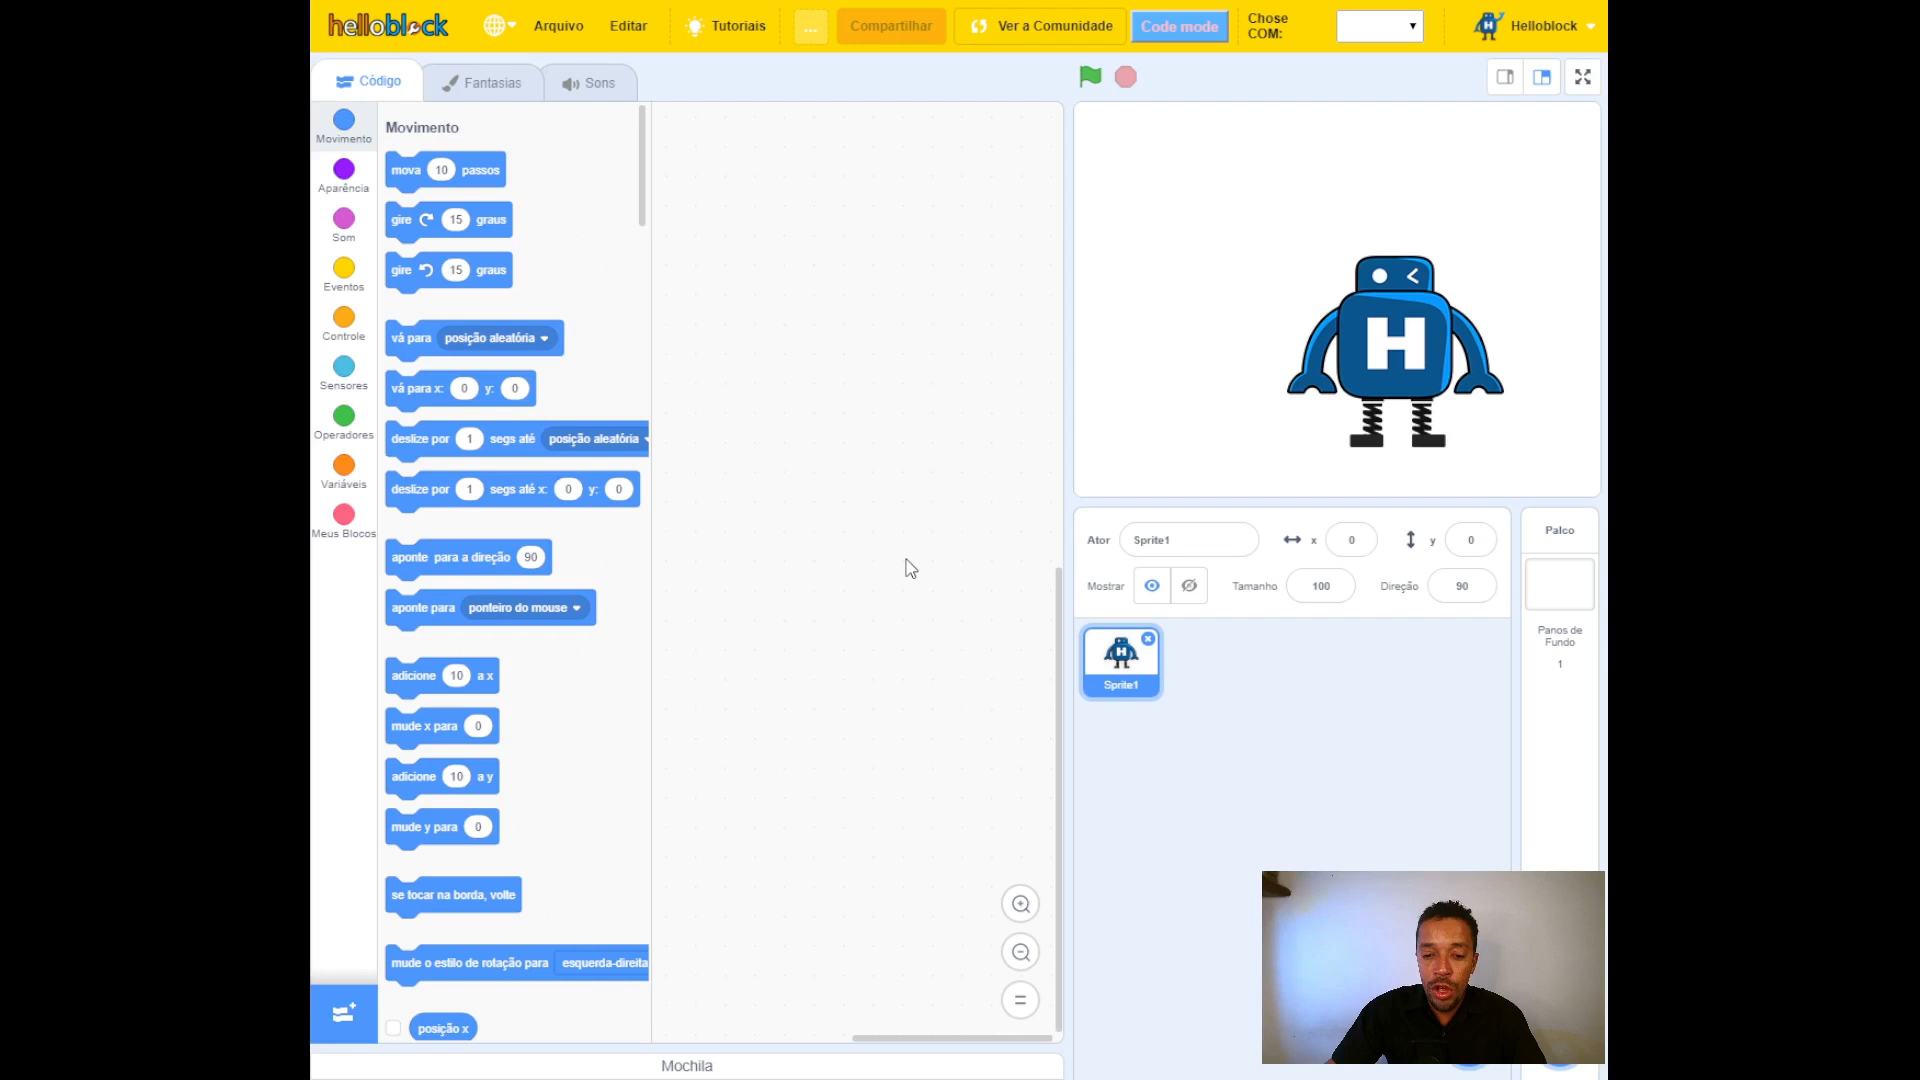 helloblock Arquivo Editar Tutoriais ... Compartilhar Ver a Comunidade Code mode Chose COM: Helloblock
Código Fantasias Sons
Movimento
Aparência
Som
Eventos
Controle
Sensores
Operadores
Variáveis
Meus Blocos
Movimento
mova 10 passos
gire 15 graus
gire 15 graus
vá para posição aleatória
vá para x: 0 y: 0
deslize por 1 segs até posição aleatória
deslize por 1 segs até x: 0 y: 0
aponte para a direção 90
aponte para ponteiro do mouse
adicione 10 a x
mude x para 0
adicione 10 a y
mude y para 0
se tocar na borda, volte
mude o estilo de rotação para esquerda-direita
posição x
Mochila
H
Ator Sprite1 x 0 y 0
Mostrar Tamanho 100 Direção 90
H
Sprite1
Palco
Panos de
Fundo
1